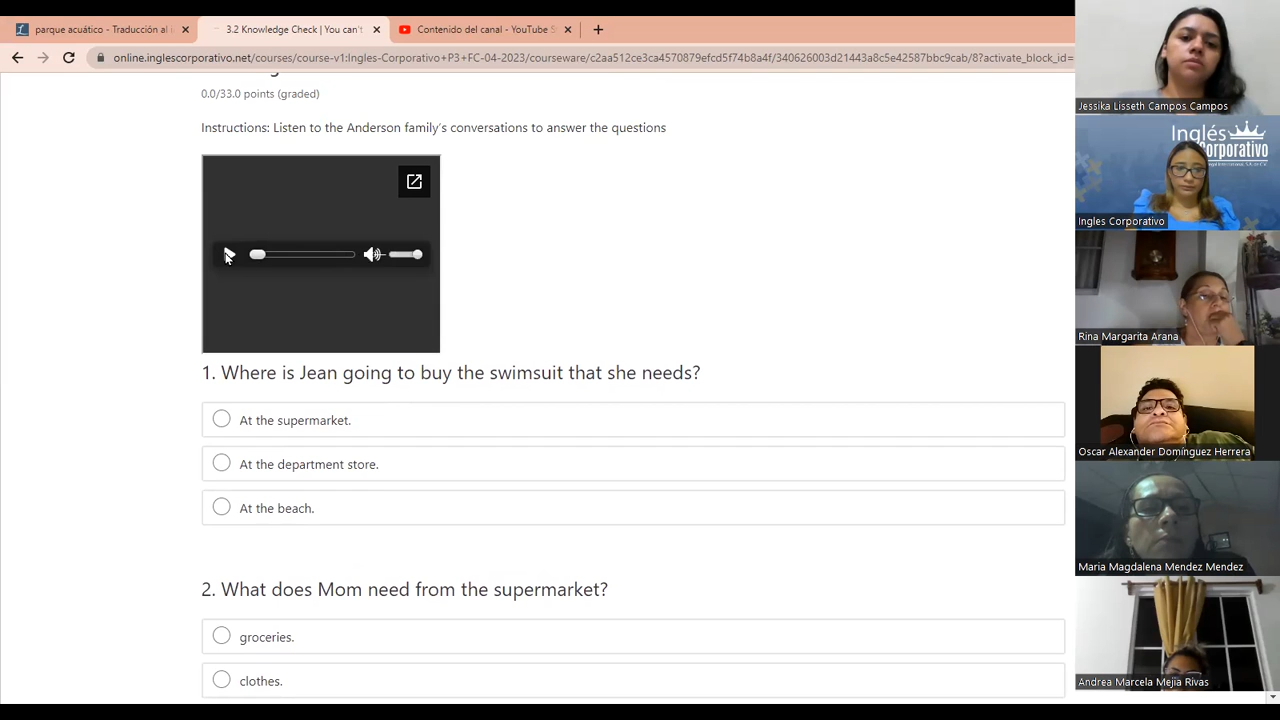 parque acuático - Traducción al i
3.2 Knowledge Check | You can't
Contenido del canal - YouTube S
online.inglescorporativo.net/courses/course-v1:Ingles-Corporativo+P3+FC-042023/courseware/c2aa512ce3ca4570879efcd5f74b8a4f/340626003d21443a8c5e42587bbc9cab/8?activate_block_id=
0.0/33.0 points (graded)
Instructions: Listen to the Anderson family's conversations to answer the questions
1. Where is Jean going to buy the swimsuit that she needs?
At the supermarket.
At the department store.
At the beach.
2. What does Mom need from the supermarket?
groceries.
clothes.
Jessika Lisseth Campos Campos
Inglés
Corporativo
Ingles Corporativo
Rina Margarita Arana
Oscar Alexander Domínguez Herrera
Maria Magdalena Mendez Mendez
Andrea Marcela Mejia Rivas